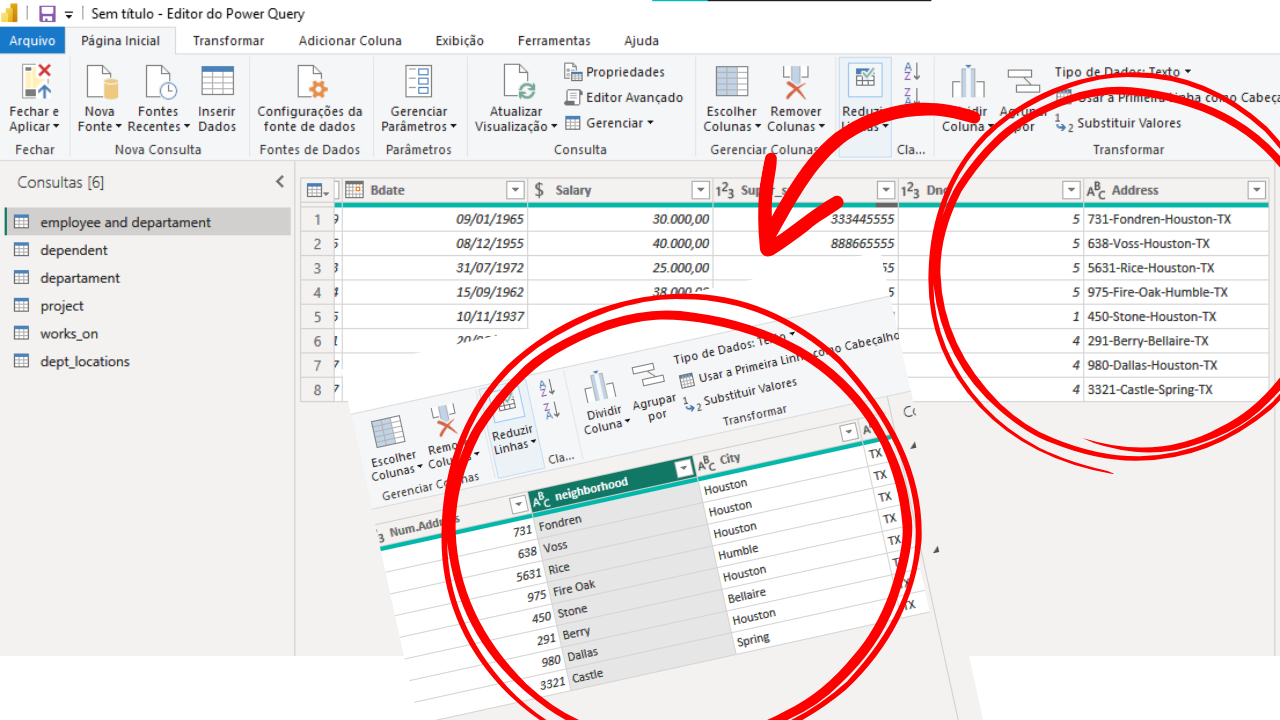 Sem título - Editor do Power Query
Arquivo Página Inicial Transformar Adicionar Coluna Exibição Ferramentas Ajuda
Fechar e Aplicar
Nova Fonte
Fontes Recentes
Inserir Dados
Configurações da fonte de dados
Gerenciar Parâmetros
Atualizar Visualização
Propriedades
Editor Avançado
Gerenciar
Escolher Colunas
Remover Colunas
Linhas
Coluna
por
Tipo de Dados: Texto
Usar a Primeira Linha como
Substituir Valores
Fechar Nova Consulta Fontes de Dados Parâmetros Consulta Gerenciar Colunas Cla... Transformar
Consultas [6]
employee and departament
dependent
departament
project
works_on
dept_locations
Bdate $ Salary 1²3 1²3 ABC Address
1 09/01/1965 30.000,00 333445555 5 731-Fondren-Houston-TX
2 08/12/1955 40.000,00 888665555 5 638-Voss-Houston-TX
3 31/07/1972 25.000,00 55 5 5631-Rice-Houston-TX
4 15/09/1962 38.000,00 5 5 975-Fire-Oak-Humble-TX
5 10/11/1937 1 450-Stone-Houston-TX
6 4 291-Berry-Bellaire-TX
7 4 980-Dallas-Houston-TX
8 4 3321-Castle-Spring-TX
Tipo de Dados: Texto
Usar a Primeira Linha como Cabeçalho
Substituir Valores
Escolher Colunas
Reduzir Linhas
Dividir Coluna
Agrupar por
Gerenciar Colunas Cla... Transformar
Num.Address ABC neighborhood ABC City
731 Fondren Houston TX
638 Voss Houston TX
5631 Rice Houston TX
975 Fire Oak Humble TX
450 Stone Houston TX
291 Berry Bellaire
980 Dallas Houston TX
3321 Castle Spring